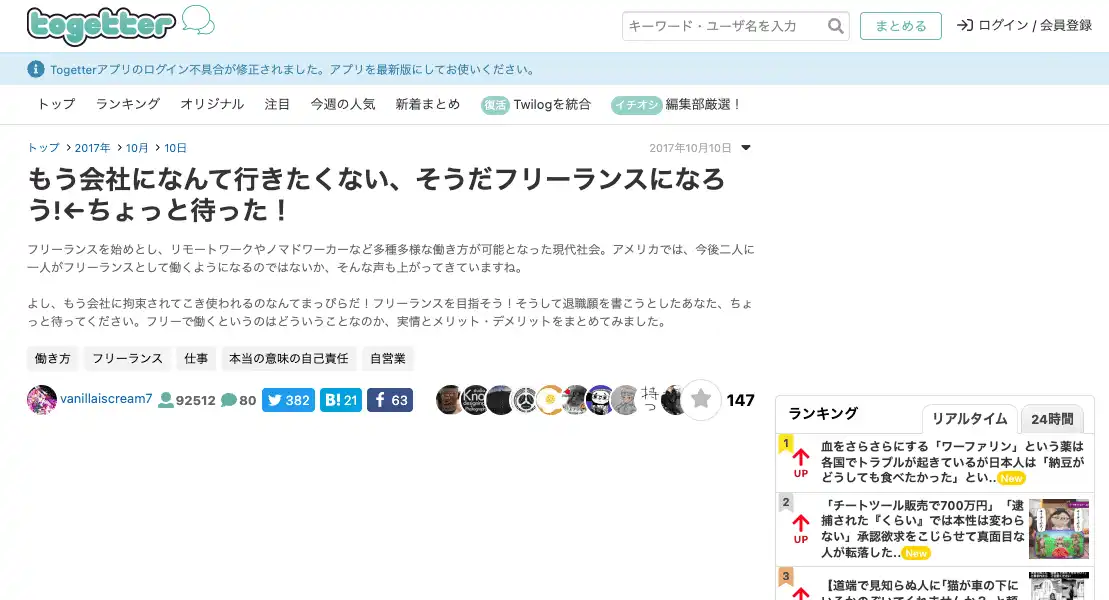 togetter
キーワード・ユーザ名を入力
まとめる
ログイン / 会員登録
Togetterアプリのログイン不具合が修正されました。アプリを最新版にしてお使いください。
トップ ランキング オリジナル 注目 今週の人気 新着まとめ 復活 Twilogを統合 イチオシ 編集部厳選！
トップ 2017年 10月 10日
2017年10月10日
もう会社になんて行きたくない、そうだフリーランスになろ
う!←ちょっと待った！
フリーランスを始めとし、リモートワークやノマドワーカーなど多種多様な働き方が可能となった現代社会。アメリカでは、今後二人に
一人がフリーランスとして働くようになるのではないか、そんな声も上がってきていますね。
よし、もう会社に拘束されてこき使われるのなんてまっぴらだ！フリーランスを目指そう！そうして退職願を書こうとしたあなた、ちょ
っと待ってください。フリーで働くというのはどういうことなのか、実情とメリット・デメリットをまとめてみました。
働き方 フリーランス 仕事 本当の意味の自己責任 自営業
vanillaiscream7 92512 80 382 B! 21 63
147
ランキング
リアルタイム
24時間
1
UP
血をさらさらにする「ワーファリン」という薬は
各国でトラブルが起きているが日本人は「納豆が
どうしても食べたかった」とい.. New
2
UP
「チートツール販売で700万円」「逮
捕された『くらい』では本性は変わら
ない」承認欲求をこじらせて真面目な
人が転落した.. New
3
【道端で見知らぬ人に｢猫が車の下に